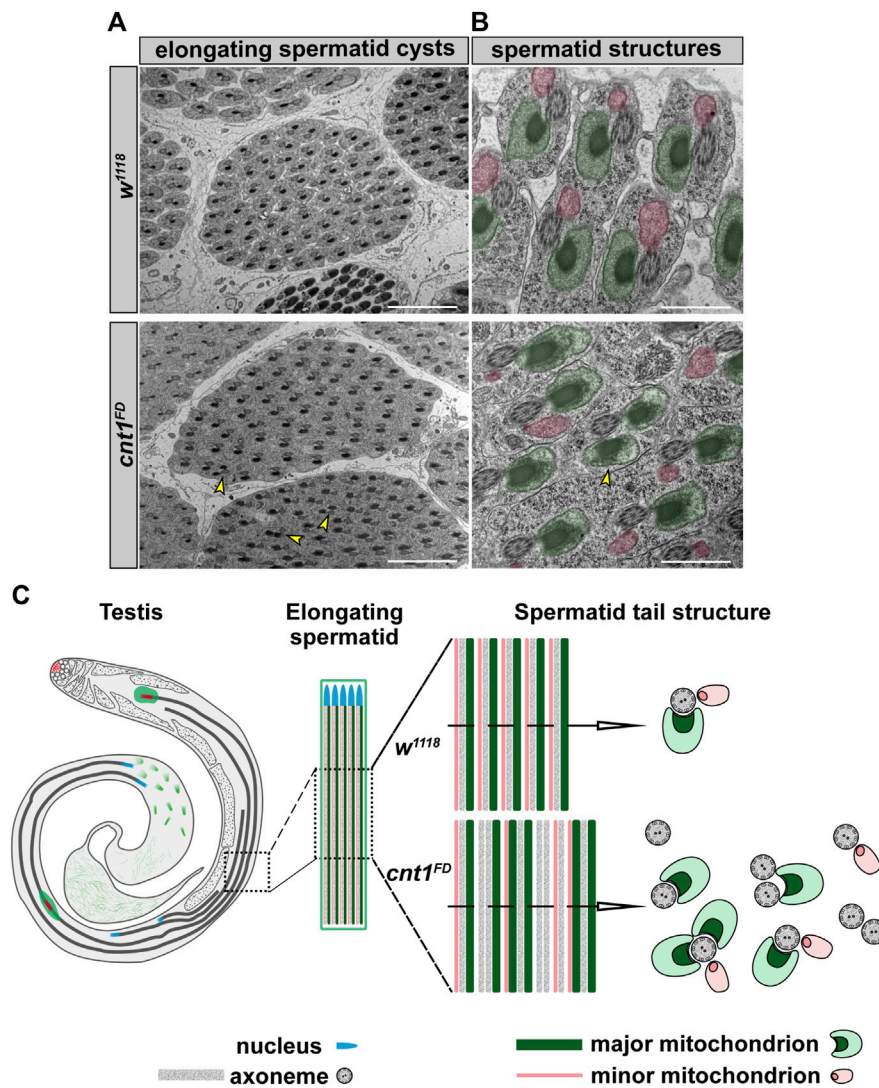 A
B
elongating spermatid cysts
spermatid structures
w1118
cnt1FD
C
Testis
Elongating
spermatid
Spermatid tail structure
w1118
cnt1FD
nucleus
axoneme
major mitochondrion
minor mitochondrion